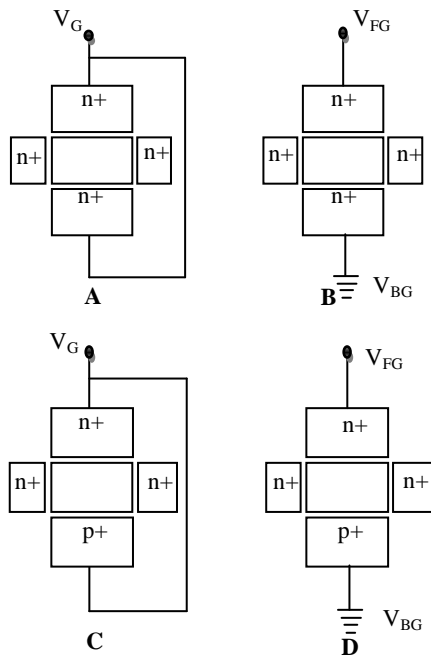 V_G V_FG
n+ n+
n+ n+ n+ n+
n+ n+
V_BG
A B
V_G V_FG
n+ n+
n+ n+ n+ n+
p+ p+
V_BG
C D